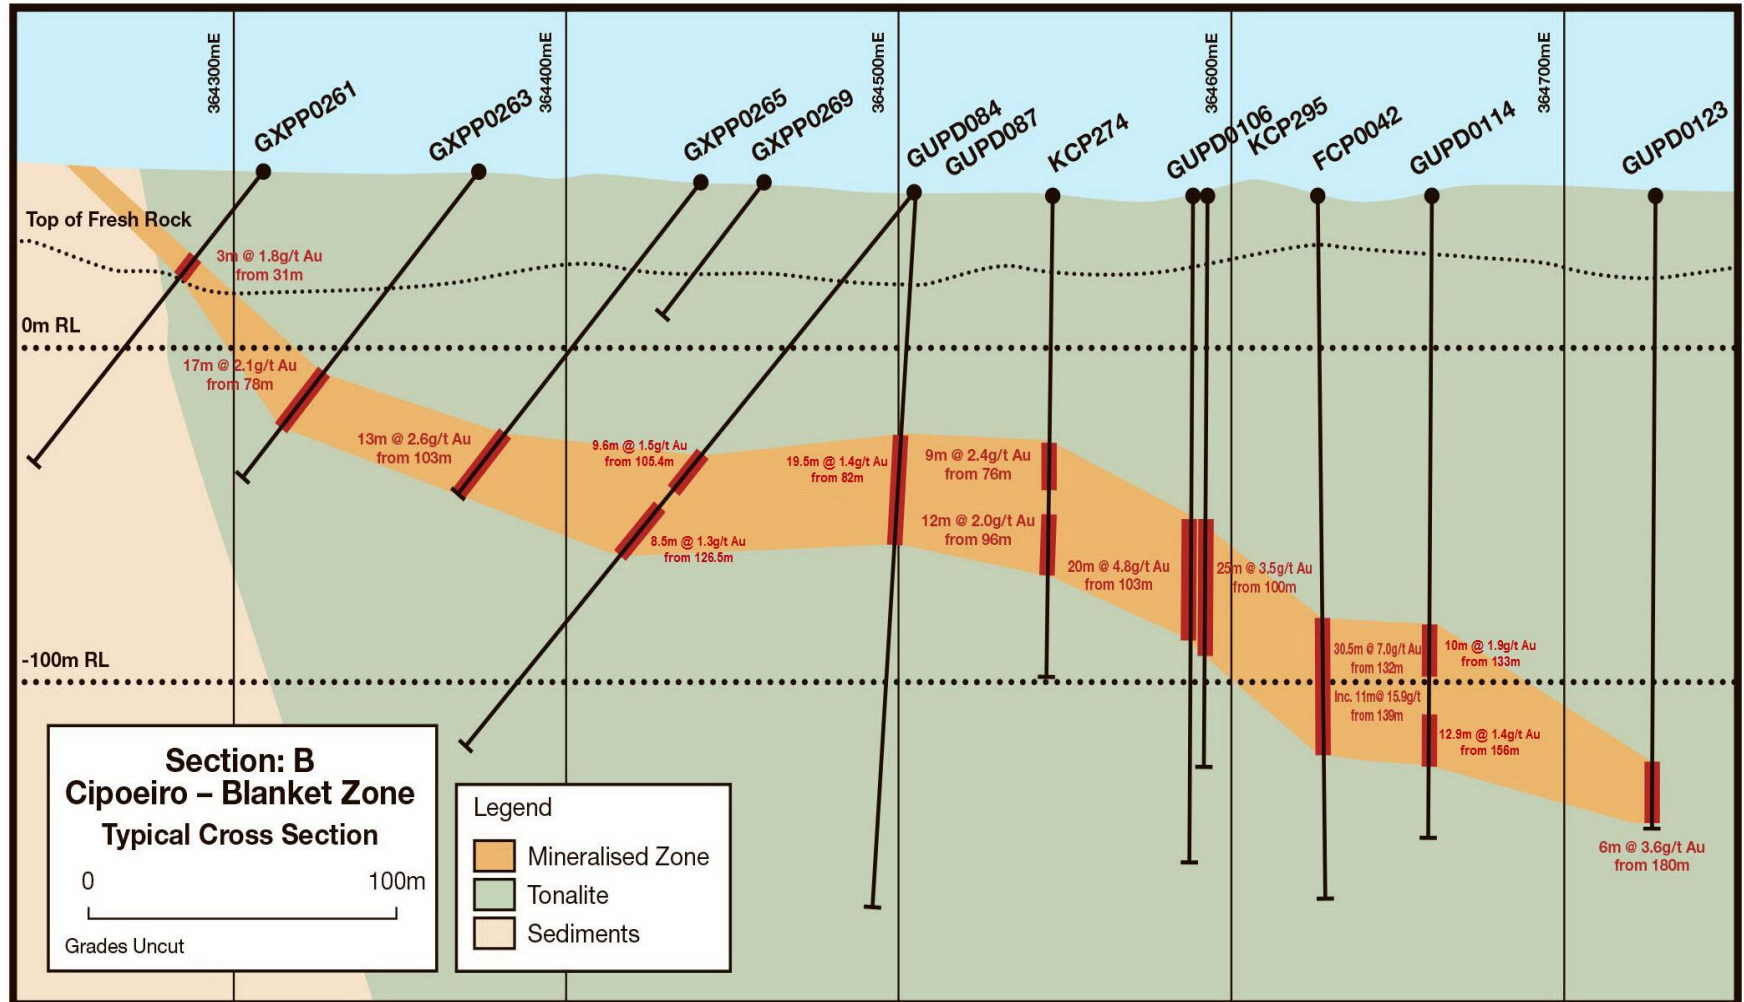 364300mE
364400mE
364500mE
364600mE
364700mE
GXPP0261
GXPP0263
GXPP0265
GXPP0269
GUPD084
GUPD087
KCP274
GUPD0106
KCP295
FCP0042
GUPD0114
GUPD0123
Top of Fresh Rock
3m @ 1.8g/t Au
from 31m
0m RL
17m @ 2.1g/t Au
from 78m
13m @ 2.6g/t Au
from 103m
9.6m @ 1.5g/t Au
from 105.4m
8.5m @ 1.3g/t Au
from 126.5m
19.5m @ 1.4g/t Au
from 82m
9m @ 2.4g/t Au
from 76m
12m @ 2.0g/t Au
from 96m
20m @ 4.8g/t Au
from 103m
25m @ 3.5g/t Au
from 100m
30.5m @ 7.0g/t Au
from 132m
Inc. 11m@ 15.9g/t
from 139m
10m @ 1.9g/t Au
from 133m
12.9m @ 1.4g/t Au
from 156m
6m @ 3.6g/t Au
from 180m
-100m RL
Section: B
Cipoeiro – Blanket Zone
Typical Cross Section
0 100m
Grades Uncut
Legend
Mineralised Zone
Tonalite
Sediments